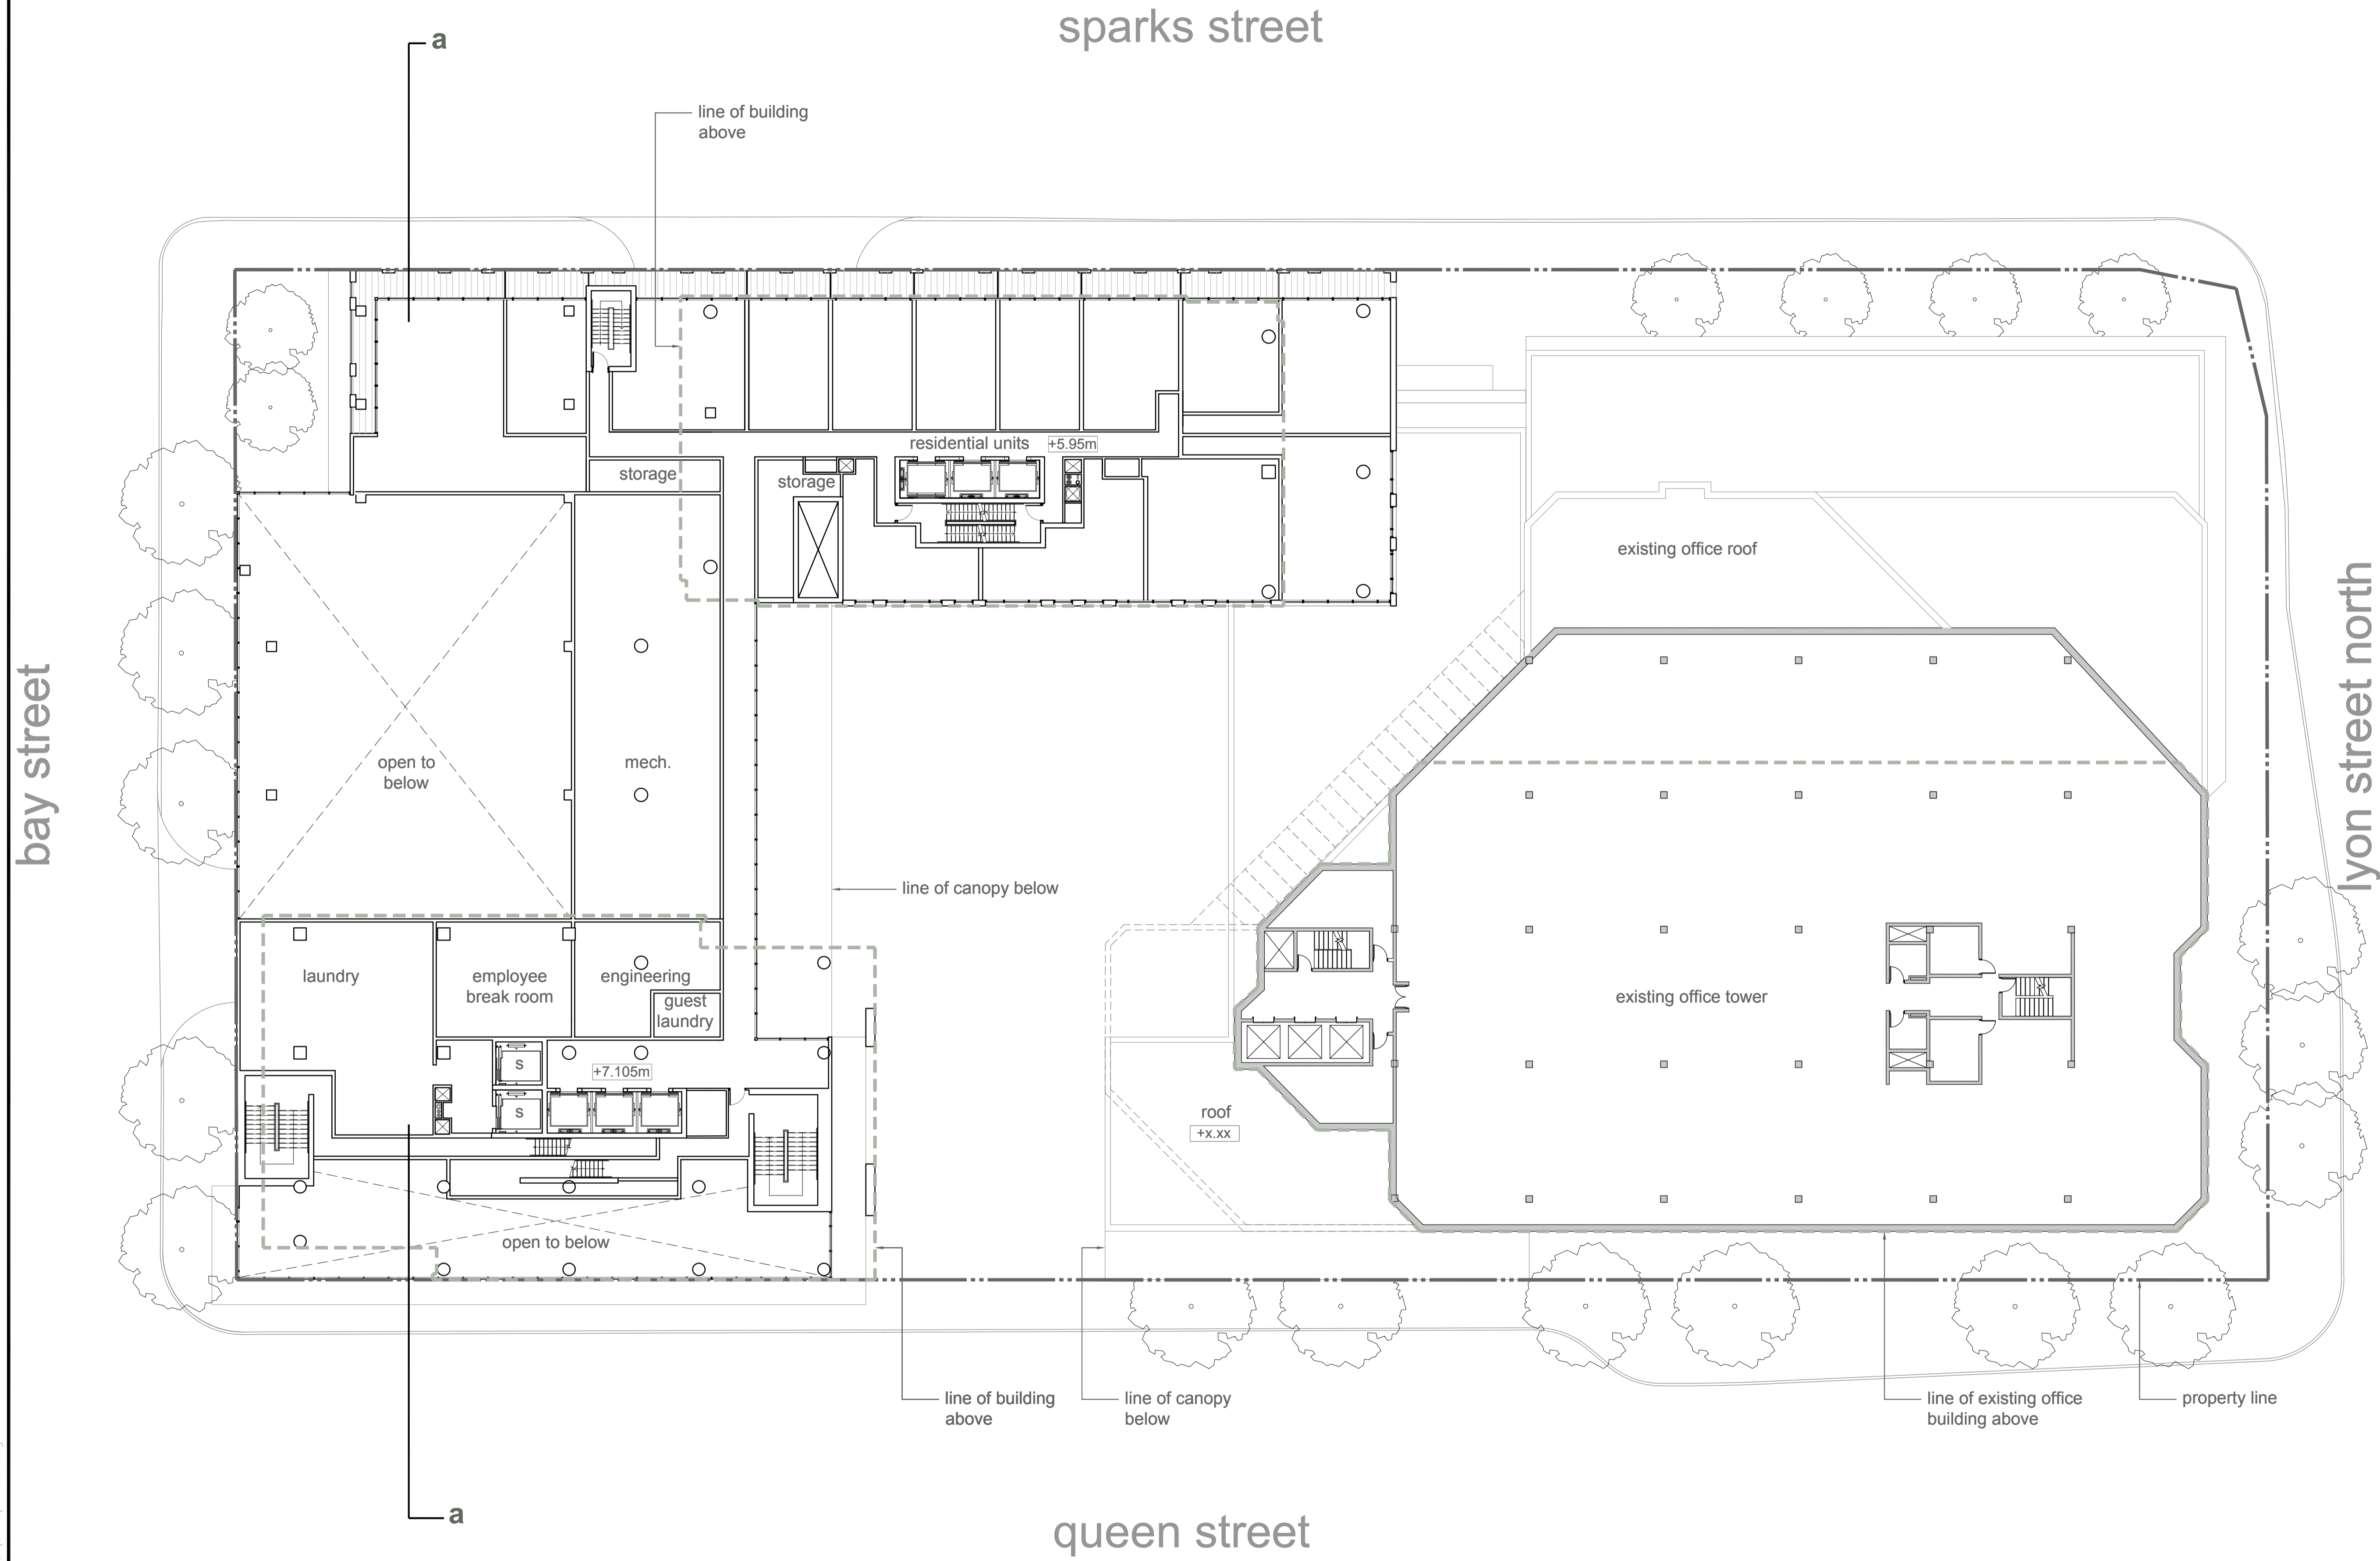 sparks street
a
line of building
above
residential units
+5.95m
storage
storage
existing office roof
bay street
lyon street north
open to
below
mech.
line of canopy below
laundry
employee
break room
engineering
guest
laundry
existing office tower
S
+7.105m
S
roof
+x.xx
open to below
line of building
above
line of canopy
below
line of existing office
building above
property line
a
queen street